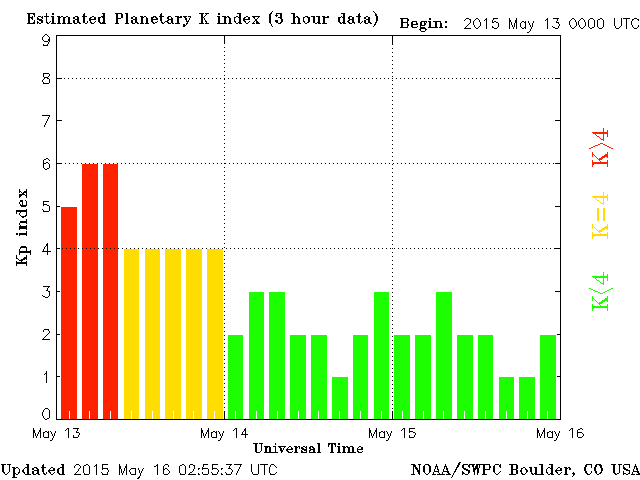 Estimated Planetary K index (3 hour data) Begin: 2015 May 13 0000 UTC
9
8
7
6
5
4
3
2
1
0
Kp index
K>4
K=4
K<4
May 13 May 14 May 15 May 16
Universal Time
Updated 2015 May 16 02:55:37 UTC NOAA/SWPC Boulder, CO USA